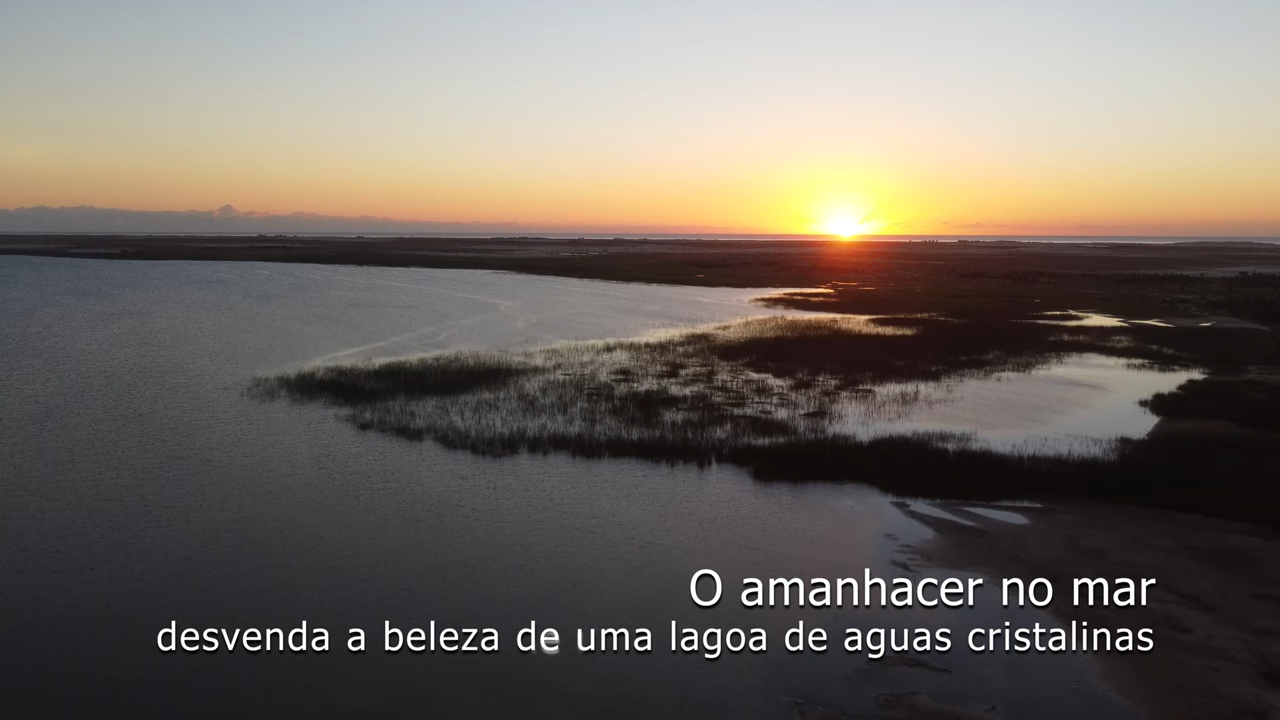 O amanhacer no mar
desvenda a beleza de uma lagoa de aguas cristalinas